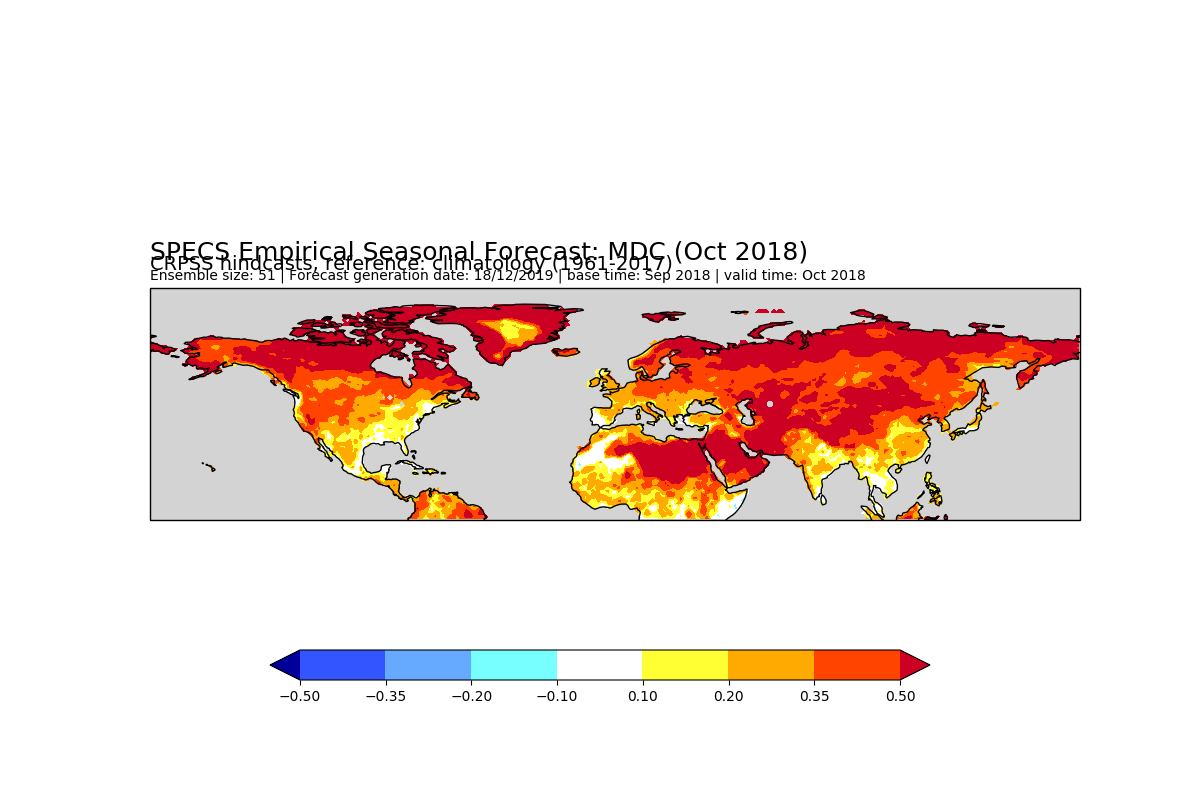 SPECS Empirical Seasonal Forecast: MDC (Oct 2018)
CRPSS hindcasts, reference: climatology (1961-2017)
Ensemble size: 51 | Forecast generation date: 18/12/2019 | base time: Sep 2018 | valid time: Oct 2018
−0.50 −0.35 −0.20 −0.10 0.10 0.20 0.35 0.50